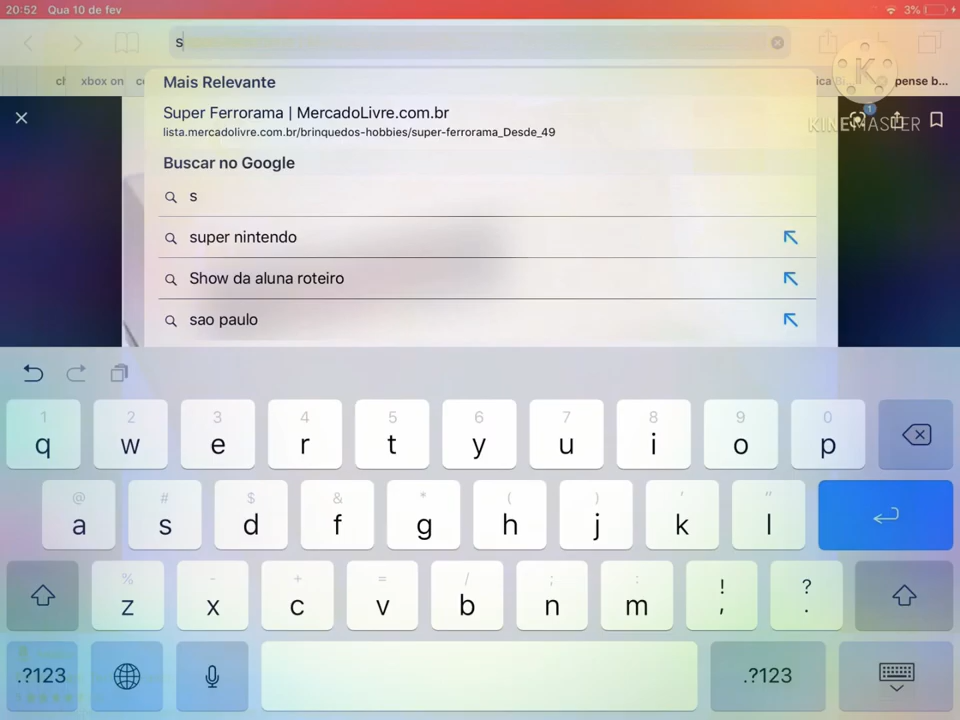 20:52 Qua 10 de fev 3%
s
xbox on
pense b...
Mais Relevante
Super Ferrorama | MercadoLivre.com.br
lista.mercadolivre.com.br/brinquedos-hobbies/super-ferrorama_Desde_49
Buscar no Google
s
super nintendo
Show da aluna roteiro
sao paulo
K
KINEMASTER
1
1 2 3 4 5 6 7 8 9 0
q w e r t y u i o p
@ # $ & * ( ) ' "
a s d f g h j k l
% - + = / ; : ! ?
z x c v b n m , .
.?123 .?123